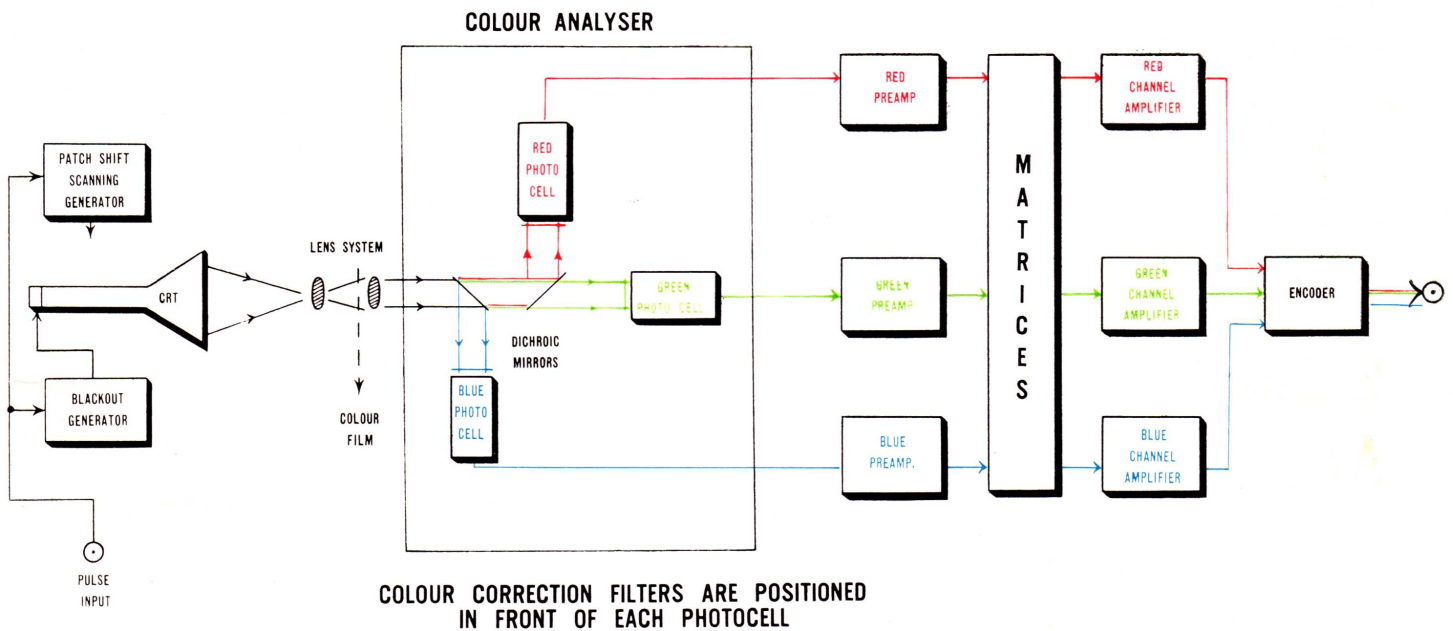 COLOUR ANALYSER
PATCH SHIFT
SCANNING
GENERATOR
CRT
BLACKOUT
GENERATOR
PULSE
INPUT
LENS SYSTEM
COLOUR
FILM
RED
PHOTO
CELL
GREEN
PHOTO CELL
DICHROIC
MIRRORS
BLUE
PHOTO
CELL
RED
PREAMP
GREEN
PREAMP
BLUE
PREAMP.
MATRICES
RED
CHANNEL
AMPLIFIER
GREEN
CHANNEL
AMPLIFIER
BLUE
CHANNEL
AMPLIFIER
ENCODER
COLOUR CORRECTION FILTERS ARE POSITIONED
IN FRONT OF EACH PHOTOCELL